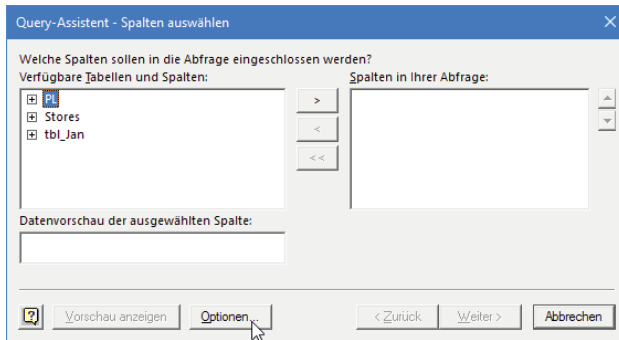 Query-Assistent - Spalten auswählen
Welche Spalten sollen in die Abfrage eingeschlossen werden?
Verfügbare Tabellen und Spalten:
Spalten in Ihrer Abfrage:
PL
Stores
tbl_Jan
>
<
<<
Datenvorschau der ausgewählten Spalte:
Vorschau anzeigen
Optionen...
< Zurück
Weiter >
Abbrechen